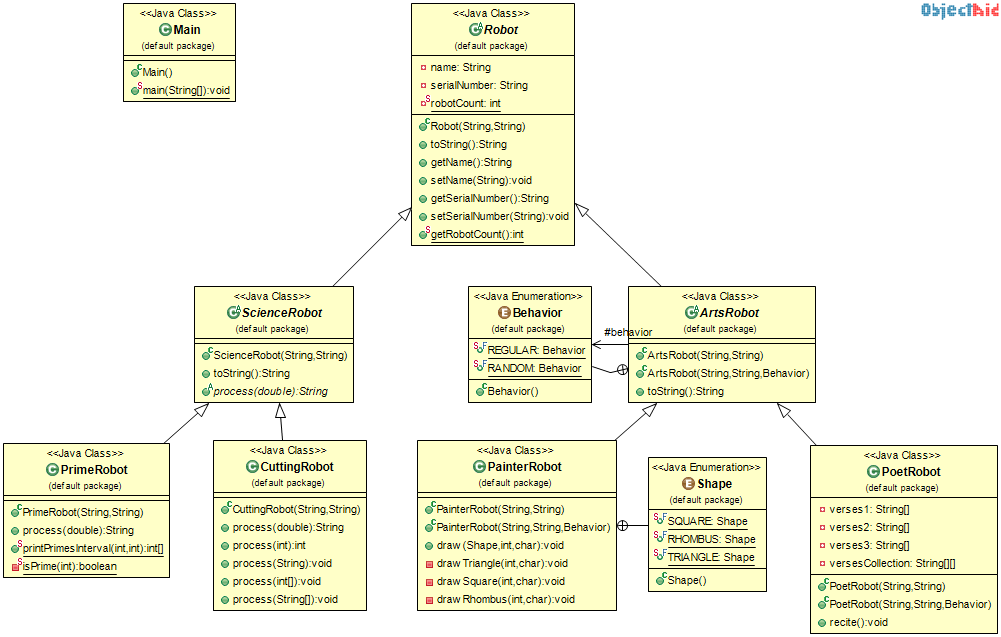 ObjectAid
<<Java Class>>
Main
(default package)
Main()
main(String[]):void
<<Java Class>>
Robot
(default package)
name: String
serialNumber: String
robotCount: int
Robot(String,String)
toString():String
getName():String
setName(String):void
getSerialNumber():String
setSerialNumber(String):void
getRobotCount():int
<<Java Class>>
ScienceRobot
(default package)
ScienceRobot(String,String)
toString():String
process(double):String
<<Java Enumeration>>
Behavior
(default package)
REGULAR: Behavior
RANDOM: Behavior
Behavior()
#behavior
<<Java Class>>
ArtsRobot
(default package)
ArtsRobot(String,String)
ArtsRobot(String,String,Behavior)
toString():String
<<Java Class>>
PrimeRobot
(default package)
PrimeRobot(String,String)
process(double):String
printPrimesInterval(int,int):int[]
isPrime(int):boolean
<<Java Class>>
CuttingRobot
(default package)
CuttingRobot(String,String)
process(double):String
process(int):int
process(String):void
process(int[]):void
process(String[]):void
<<Java Class>>
PainterRobot
(default package)
PainterRobot(String,String)
PainterRobot(String,String,Behavior)
draw (Shape,int,char):void
draw Triangle(int,char):void
draw Square(int,char):void
draw Rhombus(int,char):void
<<Java Enumeration>>
Shape
(default package)
SQUARE: Shape
RHOMBUS: Shape
TRIANGLE: Shape
Shape()
<<Java Class>>
PoetRobot
(default package)
verses1: String[]
verses2: String[]
verses3: String[]
versesCollection: String[][]
PoetRobot(String,String)
PoetRobot(String,String,Behavior)
recite():void